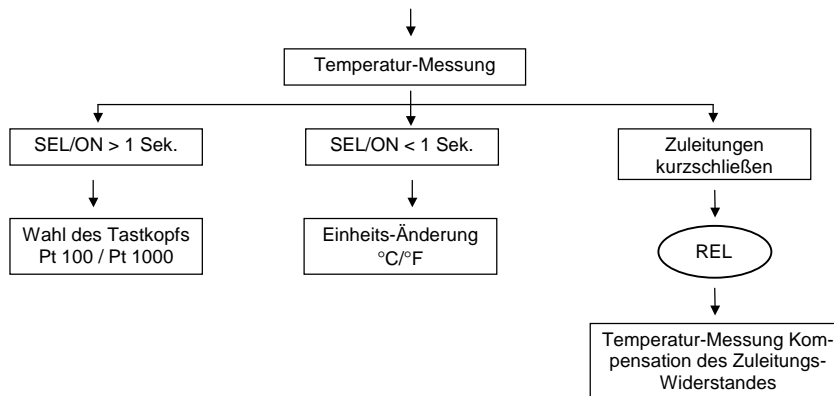 Temperatur-Messung
SEL/ON > 1 Sek.
SEL/ON < 1 Sek.
Zuleitungen
kurzschließen
Wahl des Tastkopfs
Pt 100 / Pt 1000
Einheits-Änderung
°C/°F
REL
Temperatur-Messung Kom-
pensation des Zuleitungs-
Widerstandes